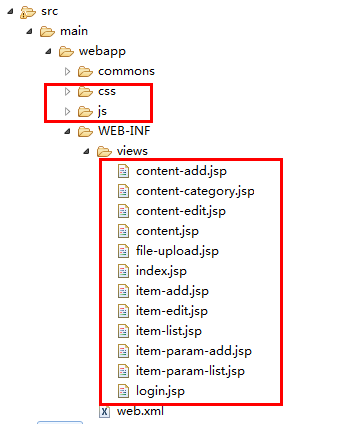 src
main
webapp
commons
css
js
WEB-INF
views
content-add.jsp
content-category.jsp
content-edit.jsp
content.jsp
file-upload.jsp
index.jsp
item-add.jsp
item-edit.jsp
item-list.jsp
item-param-add.jsp
item-param-list.jsp
login.jsp
web.xml